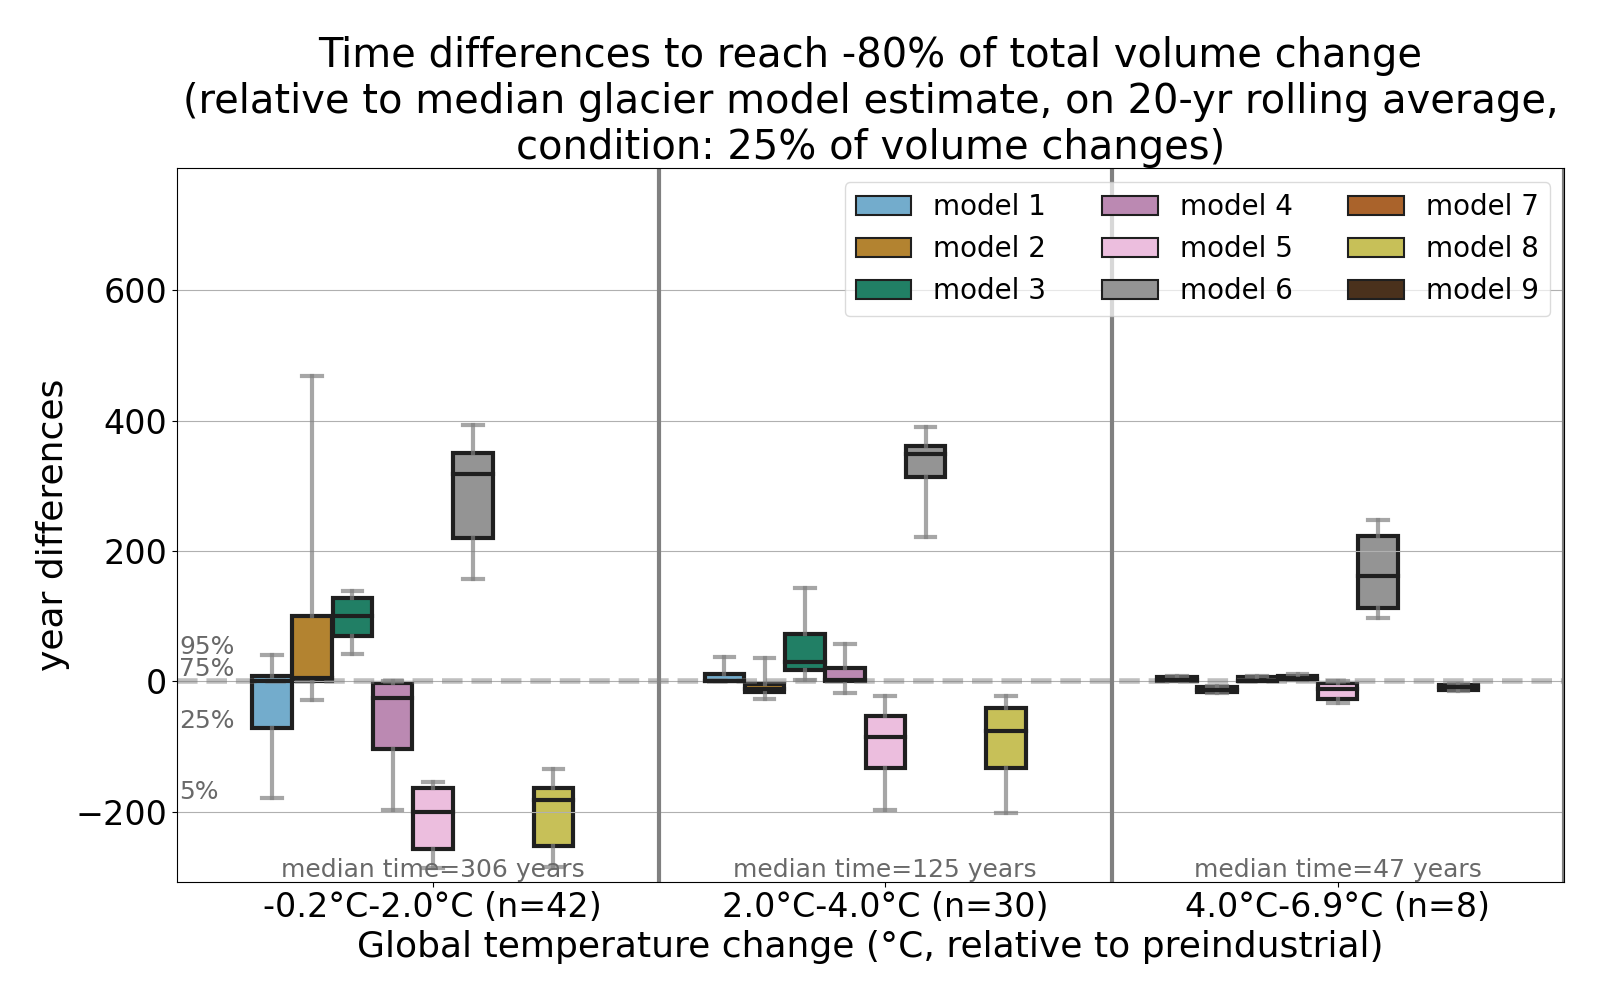 Time differences to reach -80% of total volume change
(relative to median glacier model estimate, on 20-yr rolling average,
condition: 25% of volume changes)
model 1
model 2
model 3
model 4
model 5
model 6
model 7
model 8
model 9
year differences
600
400
200
0
−200
95%
75%
25%
5%
median time=306 years
median time=125 years
median time=47 years
-0.2°C-2.0°C (n=42)
2.0°C-4.0°C (n=30)
4.0°C-6.9°C (n=8)
Global temperature change (°C, relative to preindustrial)